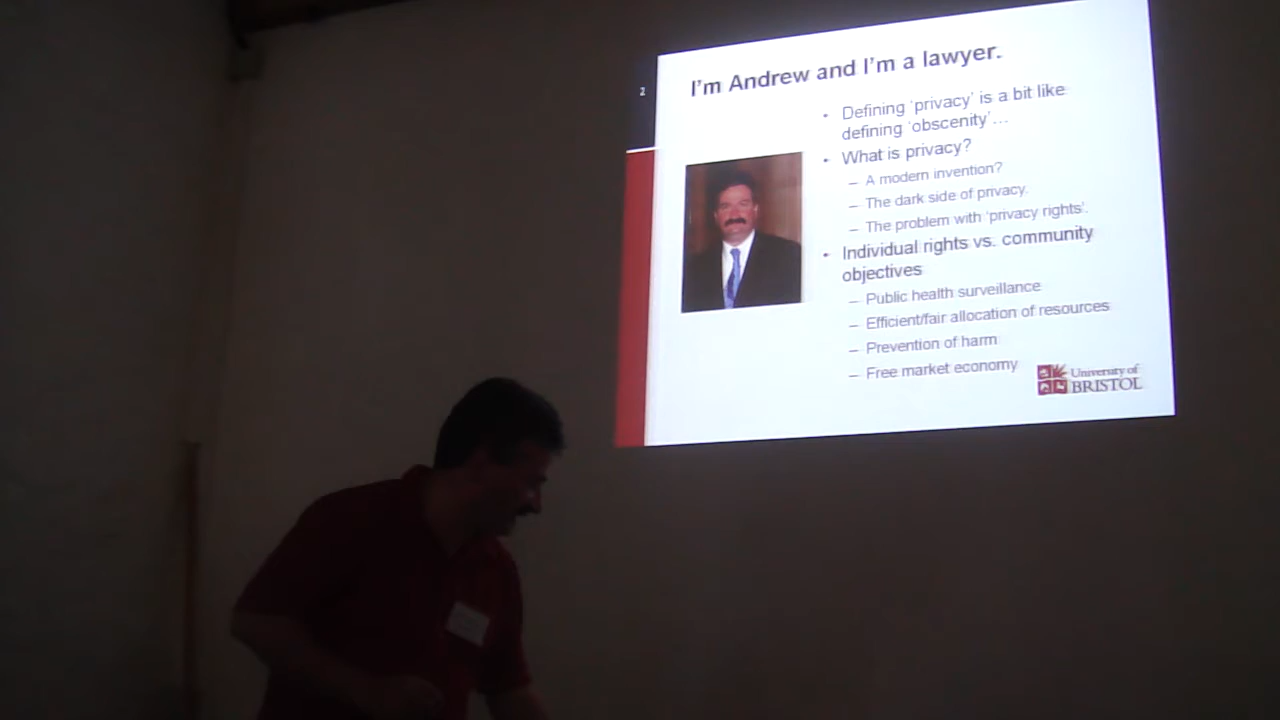 2
I'm Andrew and I'm a lawyer.
• Defining 'privacy' is a bit like
defining 'obscenity'…
• What is privacy?
– A modern invention?
– The dark side of privacy.
– The problem with 'privacy rights'.
• Individual rights vs. community
objectives
– Public health surveillance
– Efficient/fair allocation of resources
– Prevention of harm
– Free market economy
University of
BRISTOL